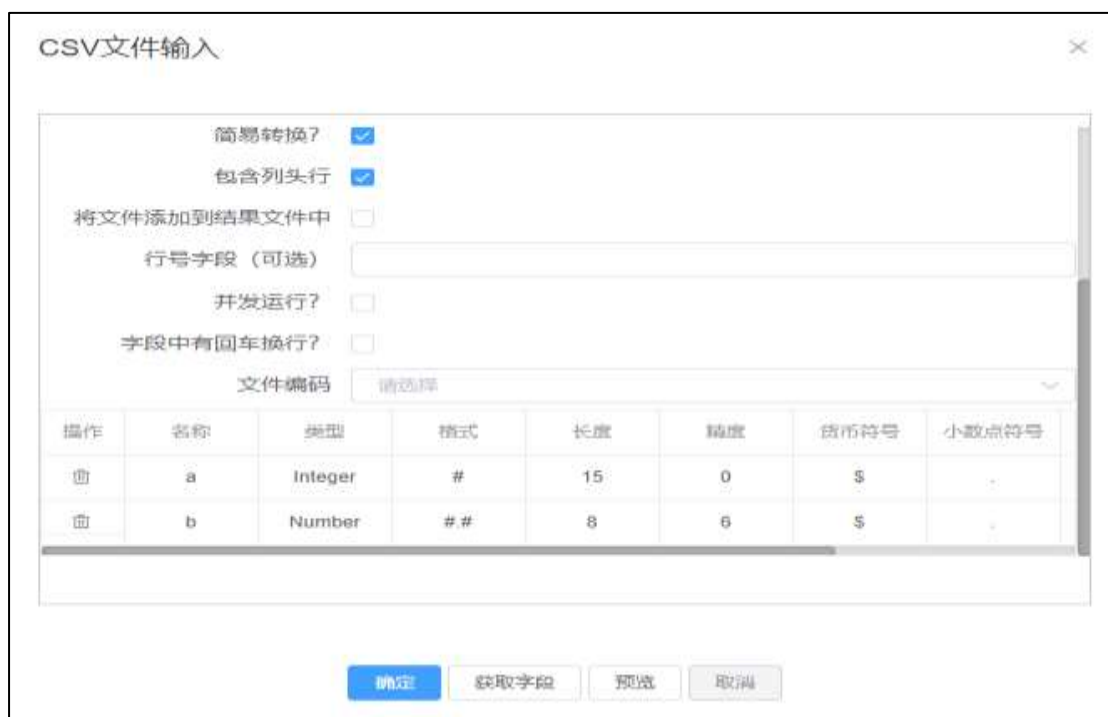 CSV文件输入
简易转换?
包含列头行
将文件添加到结果文件中
行号字段（可选）
并发运行?
字段中有回车换行?
文件编码 请选择
操作 名称 类型 格式 长度 精度 货币符号 小数点符号
a Integer # 15 0 $ .
b Number #.# 8 6 $ .
确定 获取字段 预览 取消